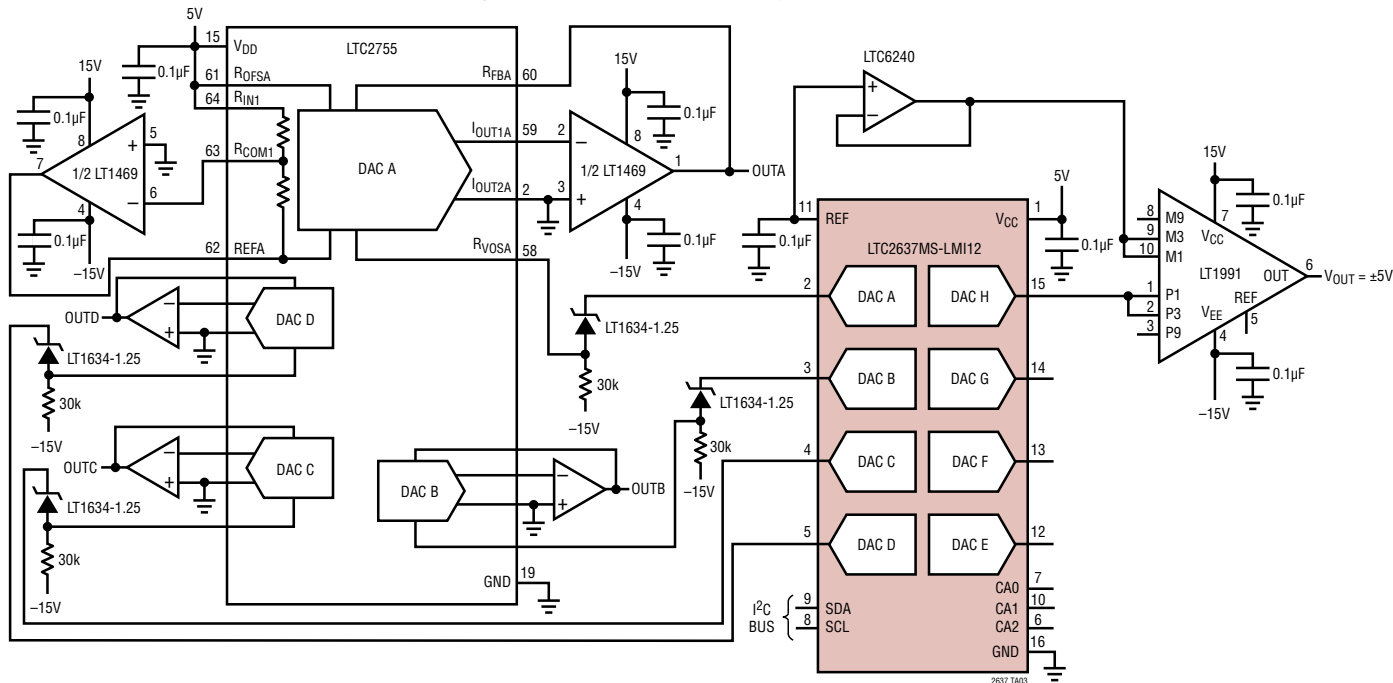 5V
15 VDD
LTC2755
0.1µF
61 ROFSA
64 RIN1
63 RCOM1
62 REFA
15V
0.1µF
8
5
+
7
1/2 LT1469
6
–
4
0.1µF
–15V
RFBA 60
DAC A
IOUT1A 59
IOUT2A 2
RVOSA 58
15V
0.1µF
8
2
–
1/2 LT1469
1
OUTA
3
+
4
0.1µF
–15V
LTC6240
+
–
5V
0.1µF
11 REF
VCC 1
0.1µF
LTC2637MS-LMI12
2 DAC A
DAC H 15
3 DAC B
DAC G 14
4 DAC C
DAC F 13
5 DAC D
DAC E 12
CA0 7
CA1 10
CA2 6
GND 16
I2C BUS
9 SDA
8 SCL
15V
0.1µF
7
VCC
8 M9
9 M3
10 M1
LT1991
OUT 6
VOUT = ±5V
1 P1
2 P3
3 P9
REF
5
VEE
4
0.1µF
–15V
OUTD
–
+
DAC D
LT1634-1.25
30k
–15V
OUTC
–
+
DAC C
LT1634-1.25
30k
–15V
DAC B
–
+
OUTB
LT1634-1.25
30k
–15V
LT1634-1.25
30k
–15V
GND 19
2637 TA03